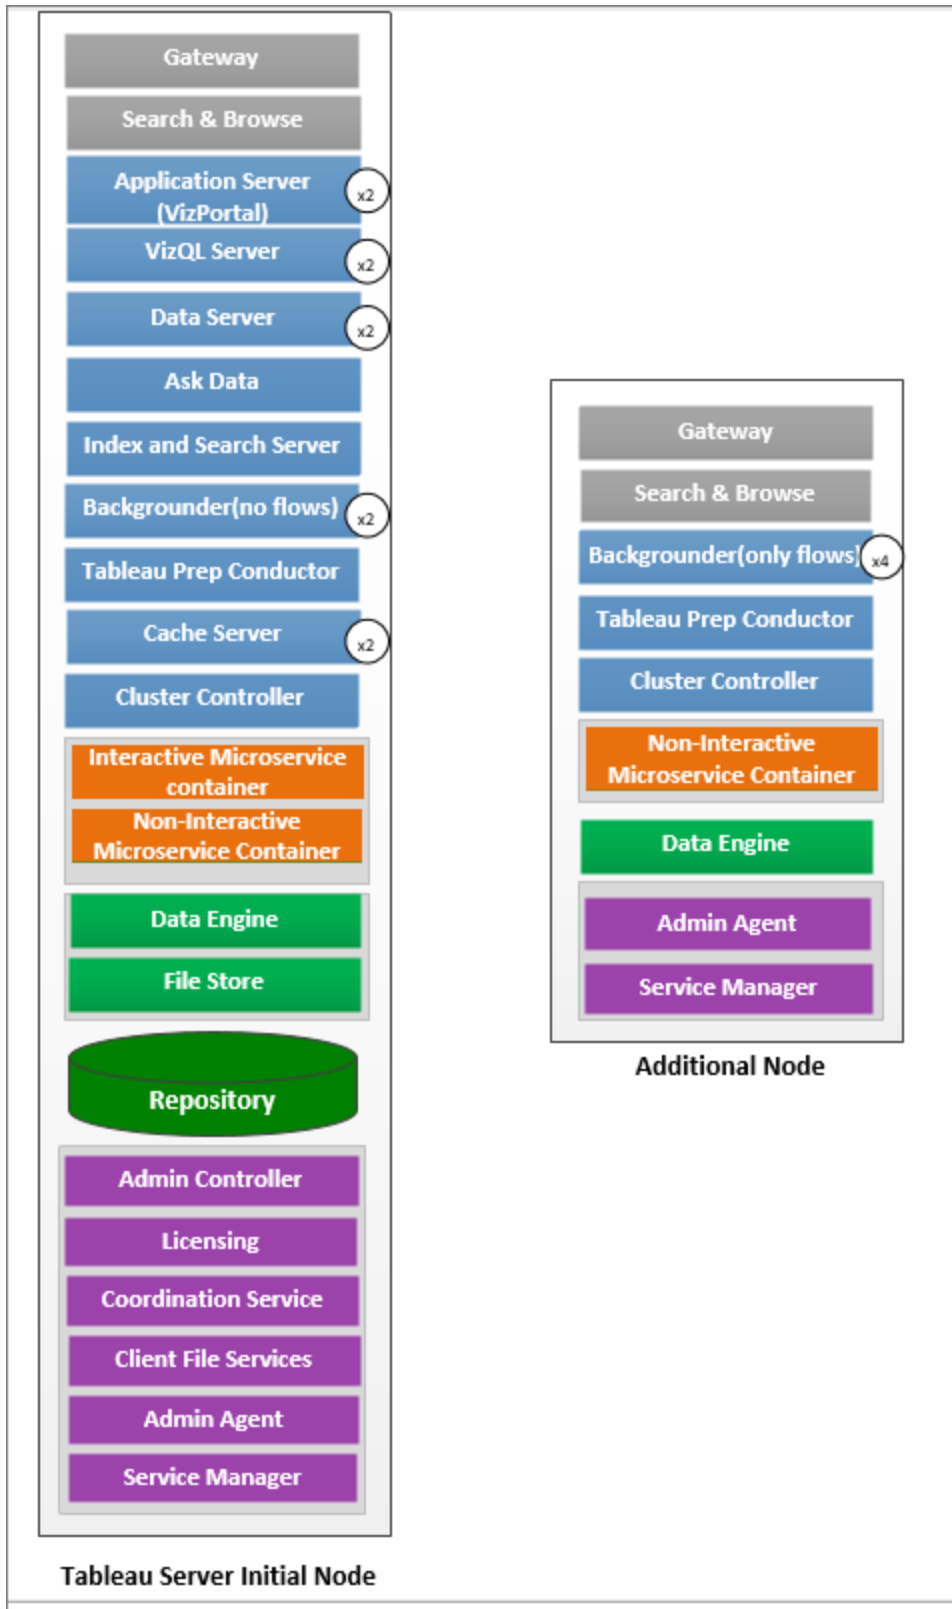 Gateway
Search & Browse
Application Server
(VizPortal)
x2
VizQL Server
x2
Data Server
x2
Ask Data
Index and Search Server
Backgrounder(no flows)
x2
Tableau Prep Conductor
Cache Server
x2
Cluster Controller
Interactive Microservice
container
Non-Interactive
Microservice Container
Data Engine
File Store
Repository
Admin Controller
Licensing
Coordination Service
Client File Services
Admin Agent
Service Manager
Tableau Server Initial Node
Gateway
Search & Browse
Backgrounder(only flows)
x4
Tableau Prep Conductor
Cluster Controller
Non-Interactive
Microservice Container
Data Engine
Admin Agent
Service Manager
Additional Node